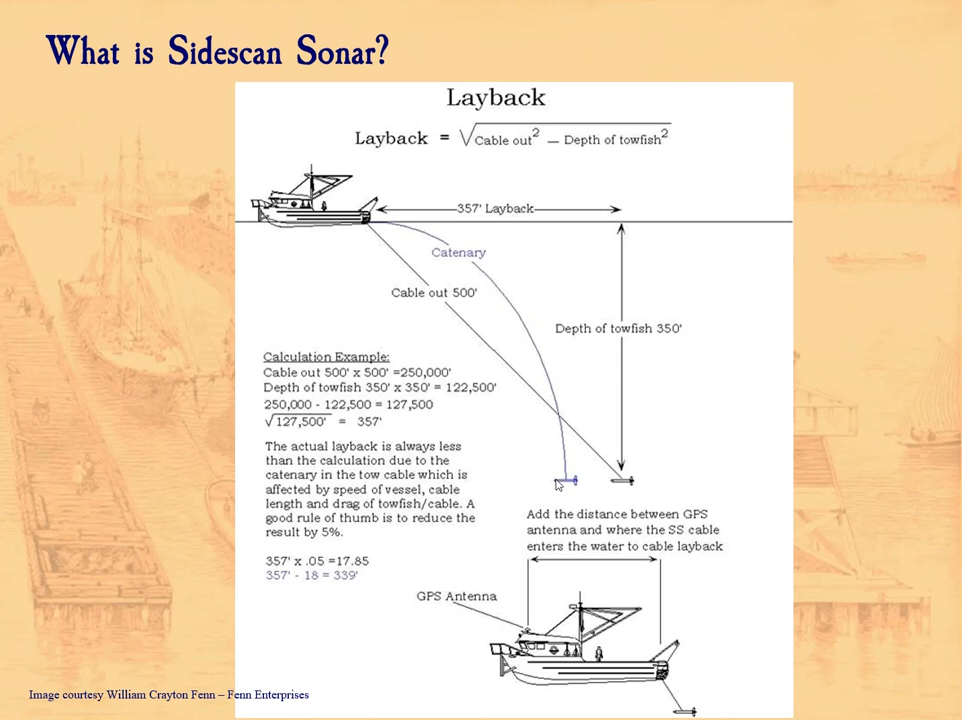 What is Sidescan Sonar?
Layback
Layback = √Cable out² — Depth of towfish²
357' Layback
Catenary
Cable out 500'
Depth of towfish 350'
Calculation Example:
Cable out 500' x 500' =250,000'
Depth of towfish 350' x 350' = 122,500'
250,000 - 122,500 = 127,500
√127,500' = 357'
The actual layback is always less
than the calculation due to the
catenary in the tow cable which is
affected by speed of vessel, cable
length and drag of towfish/cable. A
good rule of thumb is to reduce the
result by 5%.
357' x .05 =17.85
357' - 18 = 339'
Add the distance between GPS
antenna and where the SS cable
enters the water to cable layback
GPS Antenna
Image courtesy William Crayton Fenn – Fenn Enterprises